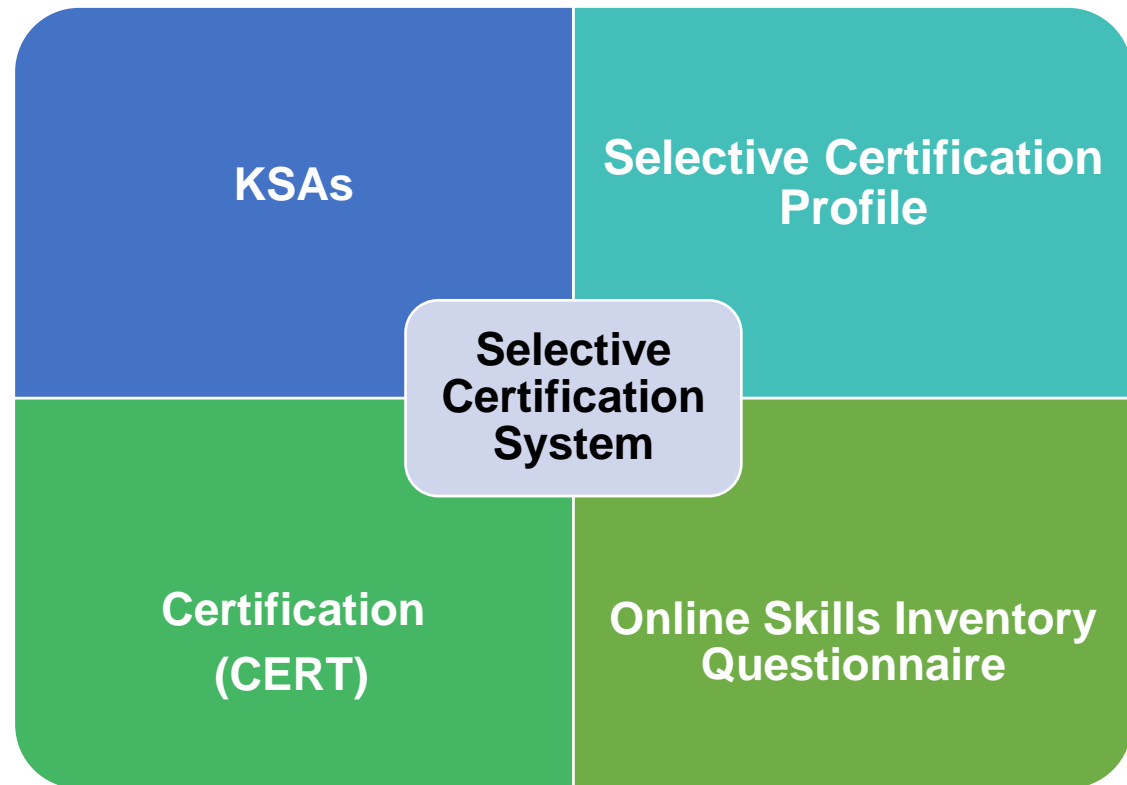 KSAs
Selective Certification
Profile
Selective
Certification
System
Certification
(CERT)
Online Skills Inventory
Questionnaire